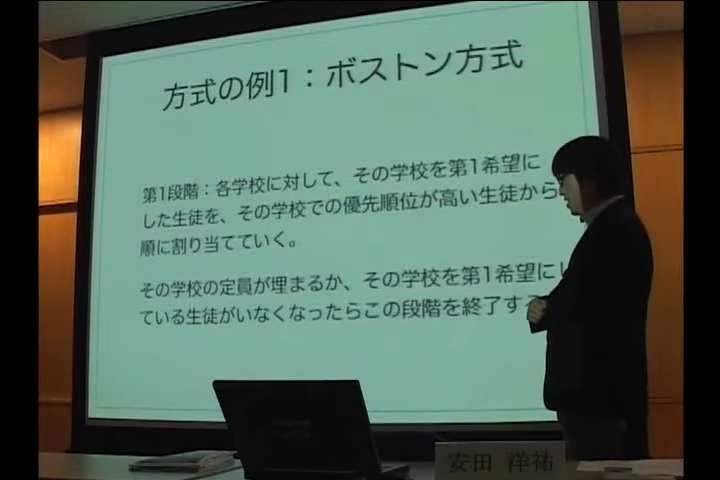 方式の例1：ボストン方式
第1段階：各学校に対して、その学校を第1希望に
した生徒を、その学校での優先順位が高い生徒から
順に割り当てていく。
その学校の定員が埋まるか、その学校を第1希望にし
ている生徒がいなくなったらこの段階を終了す
安田 洋祐